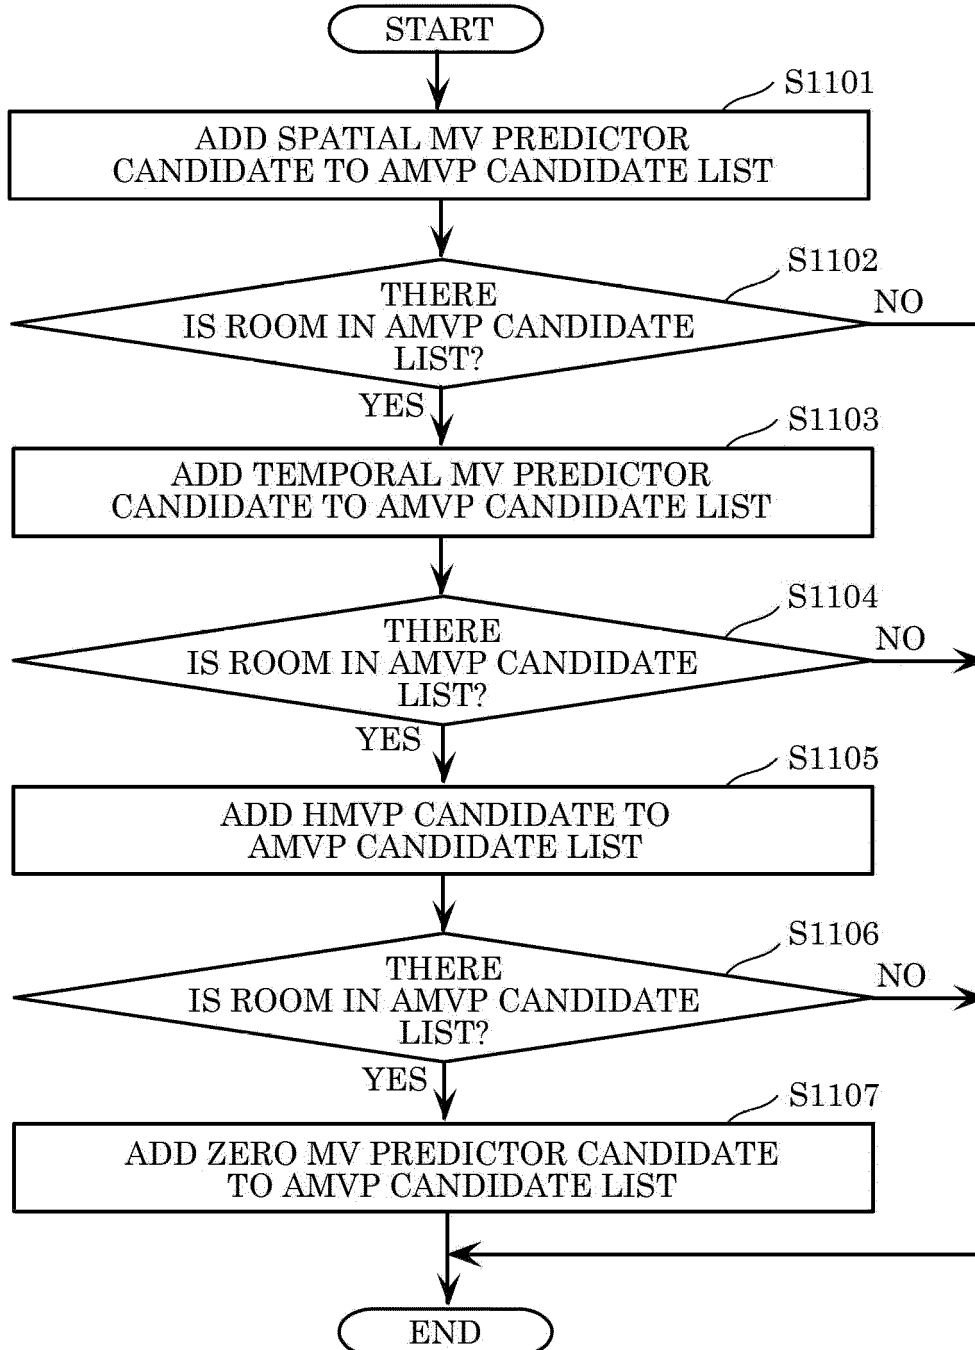 START
S1101
ADD SPATIAL MV PREDICTOR
CANDIDATE TO AMVP CANDIDATE LIST
S1102
THERE
IS ROOM IN AMVP CANDIDATE
LIST?
NO
YES
S1103
ADD TEMPORAL MV PREDICTOR
CANDIDATE TO AMVP CANDIDATE LIST
S1104
THERE
IS ROOM IN AMVP CANDIDATE
LIST?
NO
YES
S1105
ADD HMVP CANDIDATE TO
AMVP CANDIDATE LIST
S1106
THERE
IS ROOM IN AMVP CANDIDATE
LIST?
NO
YES
S1107
ADD ZERO MV PREDICTOR CANDIDATE
TO AMVP CANDIDATE LIST
END